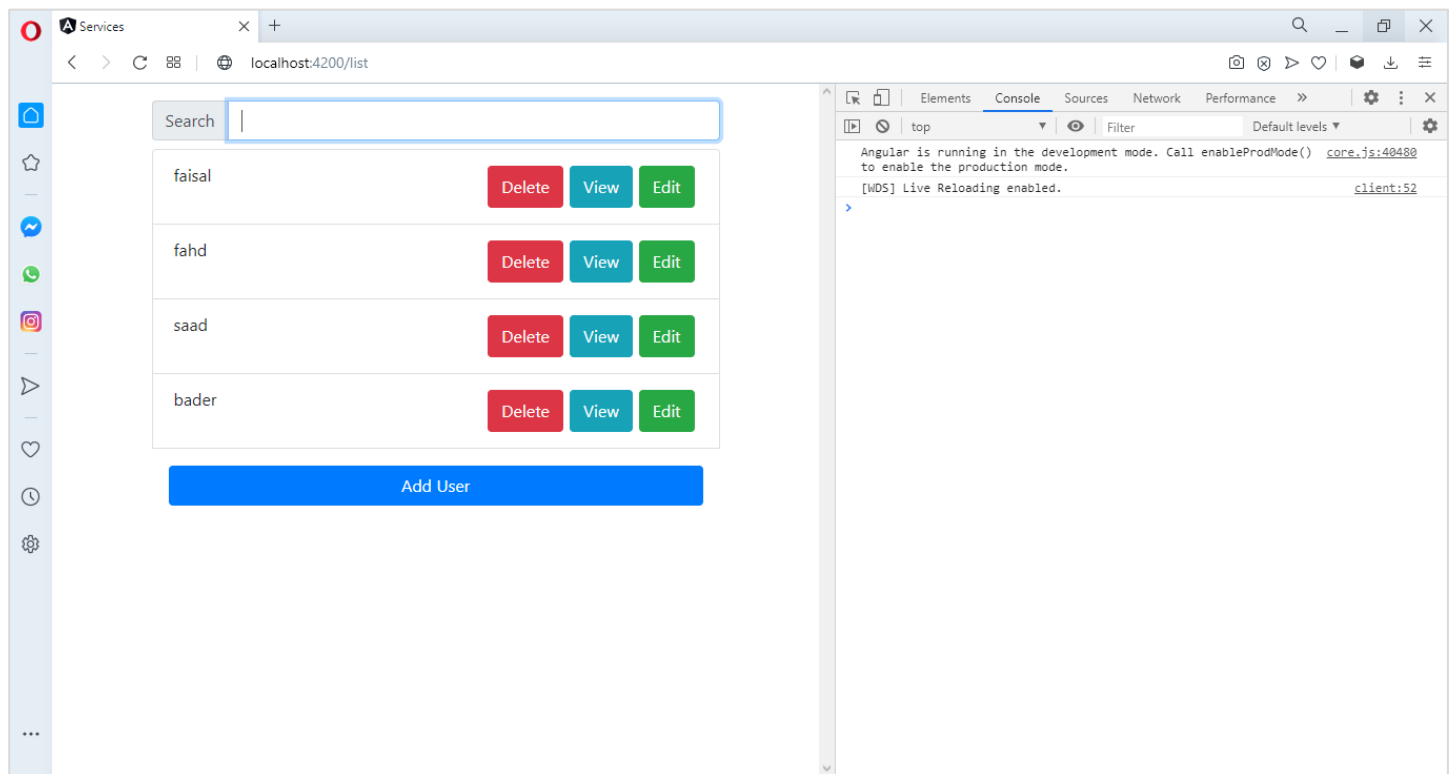 Services
localhost:4200/list
Search
faisal Delete View Edit
fahd Delete View Edit
saad Delete View Edit
bader Delete View Edit
Add User
Elements Console Sources Network Performance
top Filter Default levels
Angular is running in the development mode. Call enableProdMode() core.js:40480
to enable the production mode.
[WDS] Live Reloading enabled. client:52